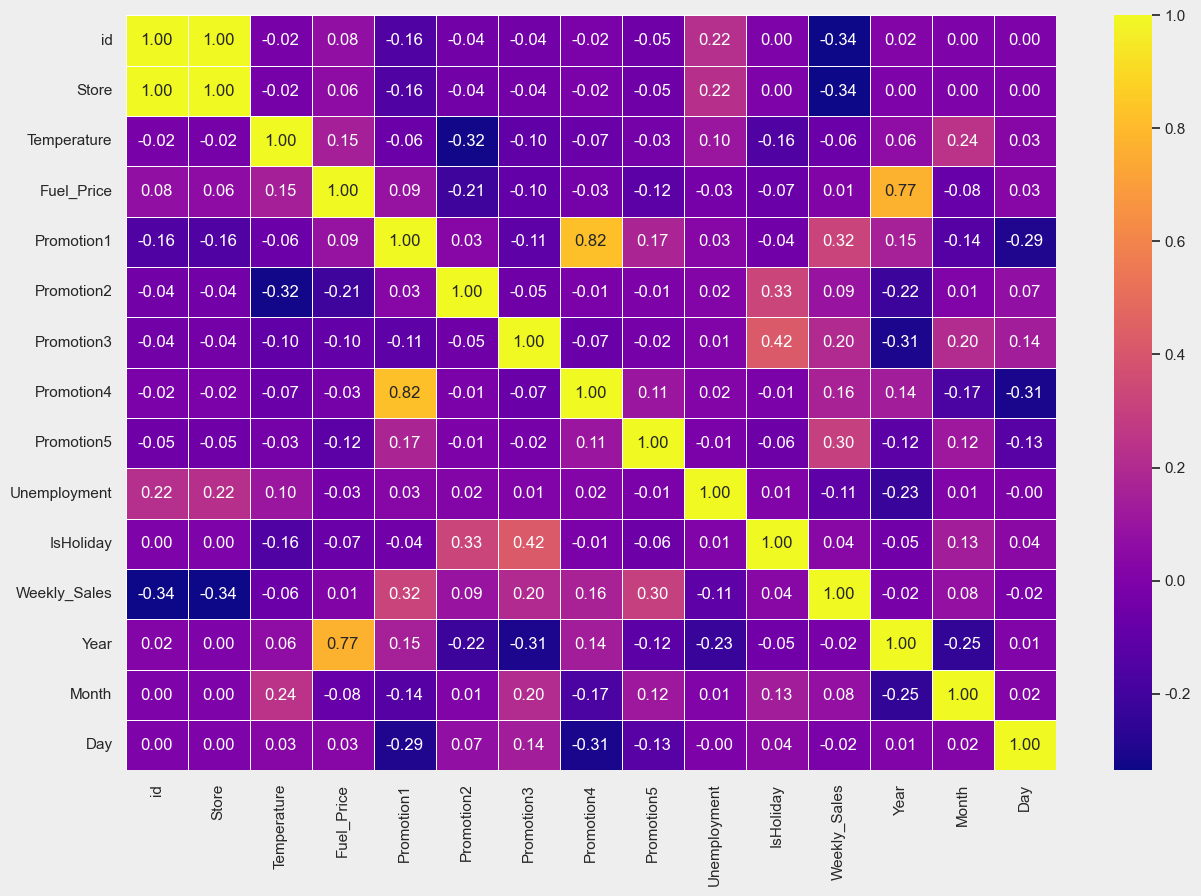 id 1.00 1.00 -0.02 0.08 -0.16 -0.04 -0.04 -0.02 -0.05 0.22 0.00 -0.34 0.02 0.00 0.00
Store 1.00 1.00 -0.02 0.06 -0.16 -0.04 -0.04 -0.02 -0.05 0.22 0.00 -0.34 0.00 0.00 0.00
Temperature -0.02 -0.02 1.00 0.15 -0.06 -0.32 -0.10 -0.07 -0.03 0.10 -0.16 -0.06 0.06 0.24 0.03
Fuel_Price 0.08 0.06 0.15 1.00 0.09 -0.21 -0.10 -0.03 -0.12 -0.03 -0.07 0.01 0.77 -0.08 0.03
Promotion1 -0.16 -0.16 -0.06 0.09 1.00 0.03 -0.11 0.82 0.17 0.03 -0.04 0.32 0.15 -0.14 -0.29
Promotion2 -0.04 -0.04 -0.32 -0.21 0.03 1.00 -0.05 -0.01 -0.01 0.02 0.33 0.09 -0.22 0.01 0.07
Promotion3 -0.04 -0.04 -0.10 -0.10 -0.11 -0.05 1.00 -0.07 -0.02 0.01 0.42 0.20 -0.31 0.20 0.14
Promotion4 -0.02 -0.02 -0.07 -0.03 0.82 -0.01 -0.07 1.00 0.11 0.02 -0.01 0.16 0.14 -0.17 -0.31
Promotion5 -0.05 -0.05 -0.03 -0.12 0.17 -0.01 -0.02 0.11 1.00 -0.01 -0.06 0.30 -0.12 0.12 -0.13
Unemployment 0.22 0.22 0.10 -0.03 0.03 0.02 0.01 0.02 -0.01 1.00 0.01 -0.11 -0.23 0.01 -0.00
IsHoliday 0.00 0.00 -0.16 -0.07 -0.04 0.33 0.42 -0.01 -0.06 0.01 1.00 0.04 -0.05 0.13 0.04
Weekly_Sales -0.34 -0.34 -0.06 0.01 0.32 0.09 0.20 0.16 0.30 -0.11 0.04 1.00 -0.02 0.08 -0.02
Year 0.02 0.00 0.06 0.77 0.15 -0.22 -0.31 0.14 -0.12 -0.23 -0.05 -0.02 1.00 -0.25 0.01
Month 0.00 0.00 0.24 -0.08 -0.14 0.01 0.20 -0.17 0.12 0.01 0.13 0.08 -0.25 1.00 0.02
Day 0.00 0.00 0.03 0.03 -0.29 0.07 0.14 -0.31 -0.13 -0.00 0.04 -0.02 0.01 0.02 1.00
id Store Temperature Fuel_Price Promotion1 Promotion2 Promotion3 Promotion4 Promotion5 Unemployment IsHoliday Weekly_Sales Year Month Day
1.0
0.8
0.6
0.4
0.2
0.0
-0.2